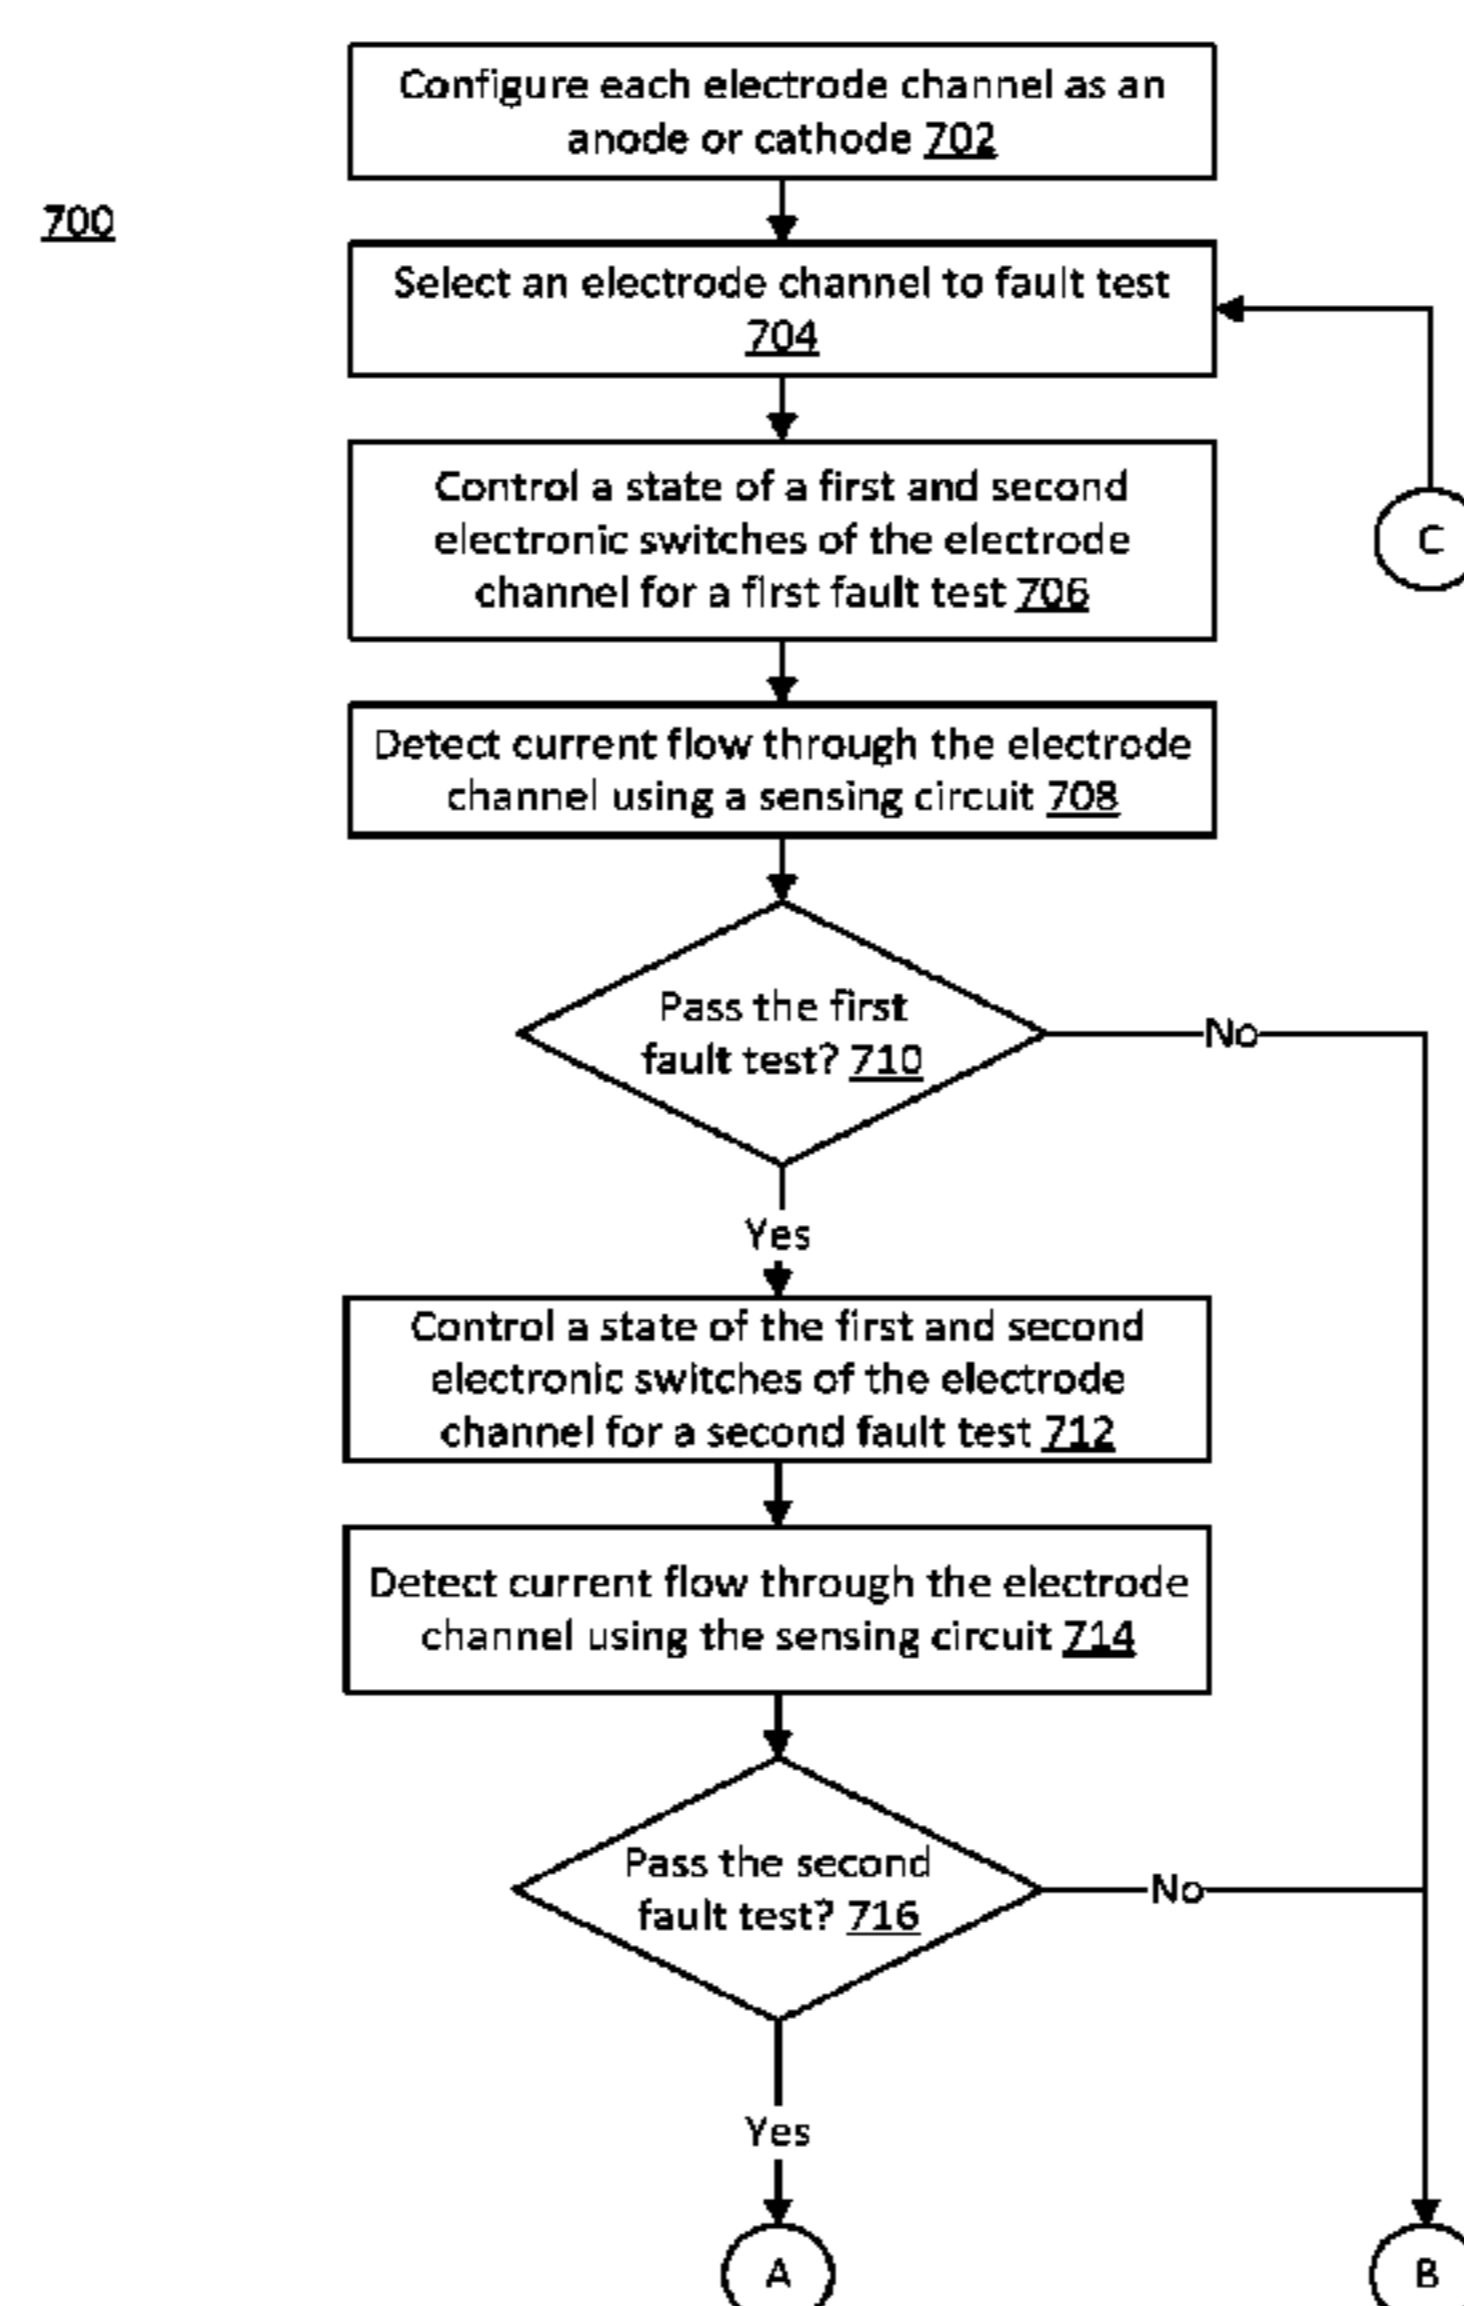 Configure each electrode channel as an
anode or cathode 702
700
Select an electrode channel to fault test
704
Control a state of a first and second
electronic switches of the electrode
channel for a first fault test 706
C
Detect current flow through the electrode
channel using a sensing circuit 708
Pass the first
fault test? 710
No
Yes
Control a state of the first and second
electronic switches of the electrode
channel for a second fault test 712
Detect current flow through the electrode
channel using the sensing circuit 714
Pass the second
fault test? 716
No
Yes
A
B